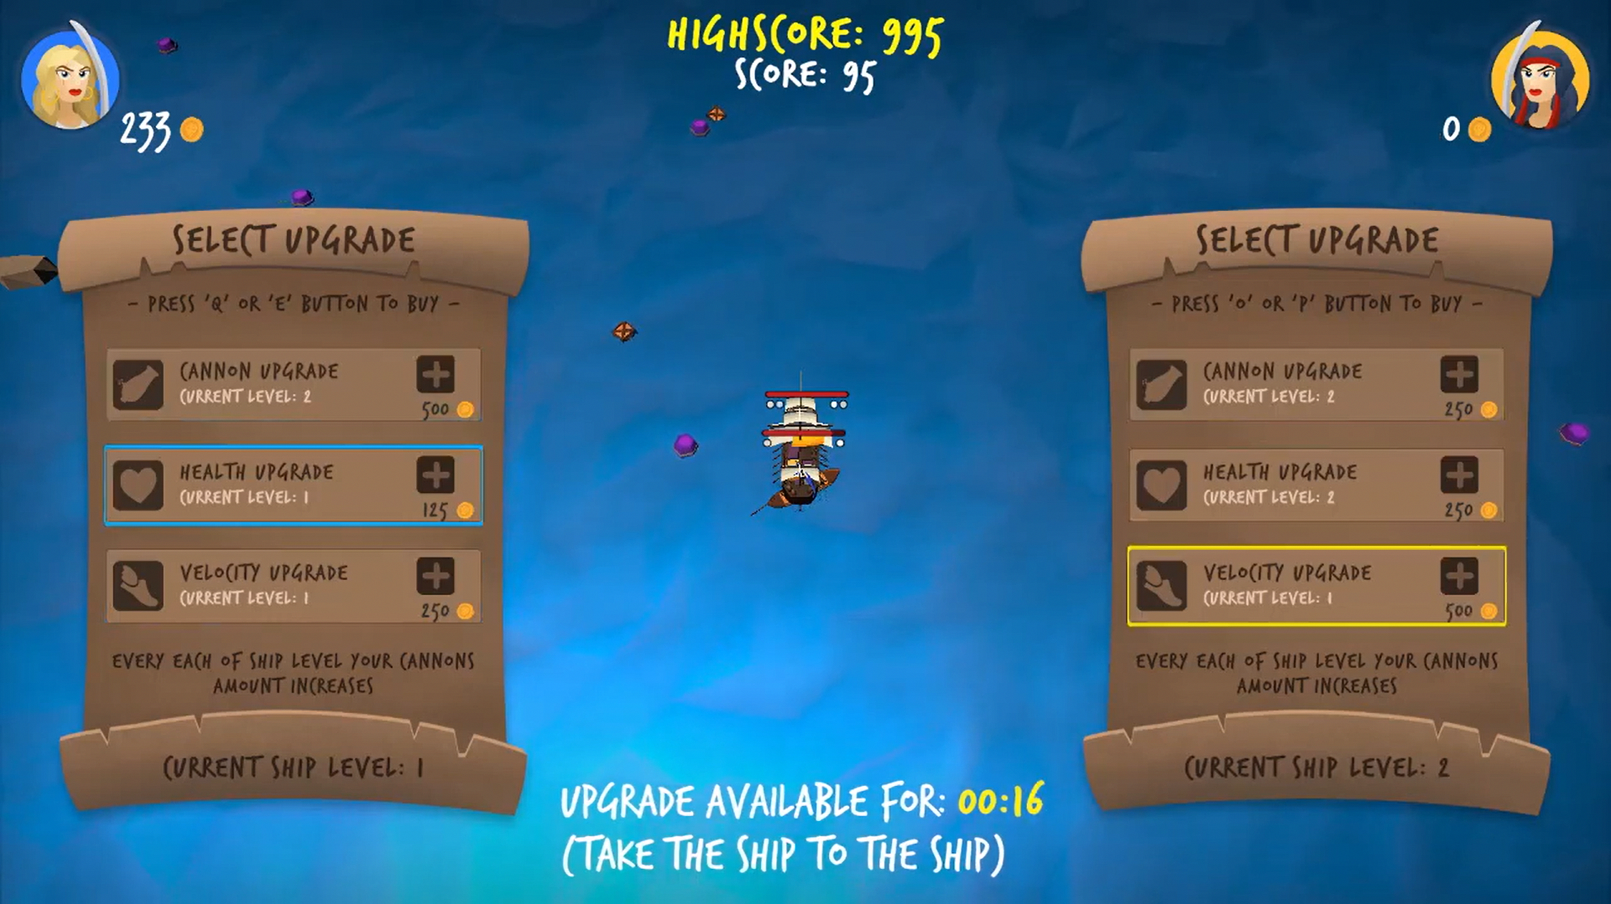 HIGHSCORE: 995
SCORE: 95
233
0
SELECT UPGRADE
- PRESS 'Q' OR 'E' BUTTON TO BUY -
CANNON UPGRADE
CURRENT LEVEL: 2
500
HEALTH UPGRADE
CURRENT LEVEL: 1
125
VELOCITY UPGRADE
CURRENT LEVEL: 1
250
EVERY EACH OF SHIP LEVEL YOUR CANNONS
AMOUNT INCREASES
CURRENT SHIP LEVEL: 1
SELECT UPGRADE
- PRESS 'O' OR 'P' BUTTON TO BUY -
CANNON UPGRADE
CURRENT LEVEL: 2
250
HEALTH UPGRADE
CURRENT LEVEL: 2
250
VELOCITY UPGRADE
CURRENT LEVEL: 1
500
EVERY EACH OF SHIP LEVEL YOUR CANNONS
AMOUNT INCREASES
CURRENT SHIP LEVEL: 2
UPGRADE AVAILABLE FOR: 00:16
(TAKE THE SHIP TO THE SHIP)